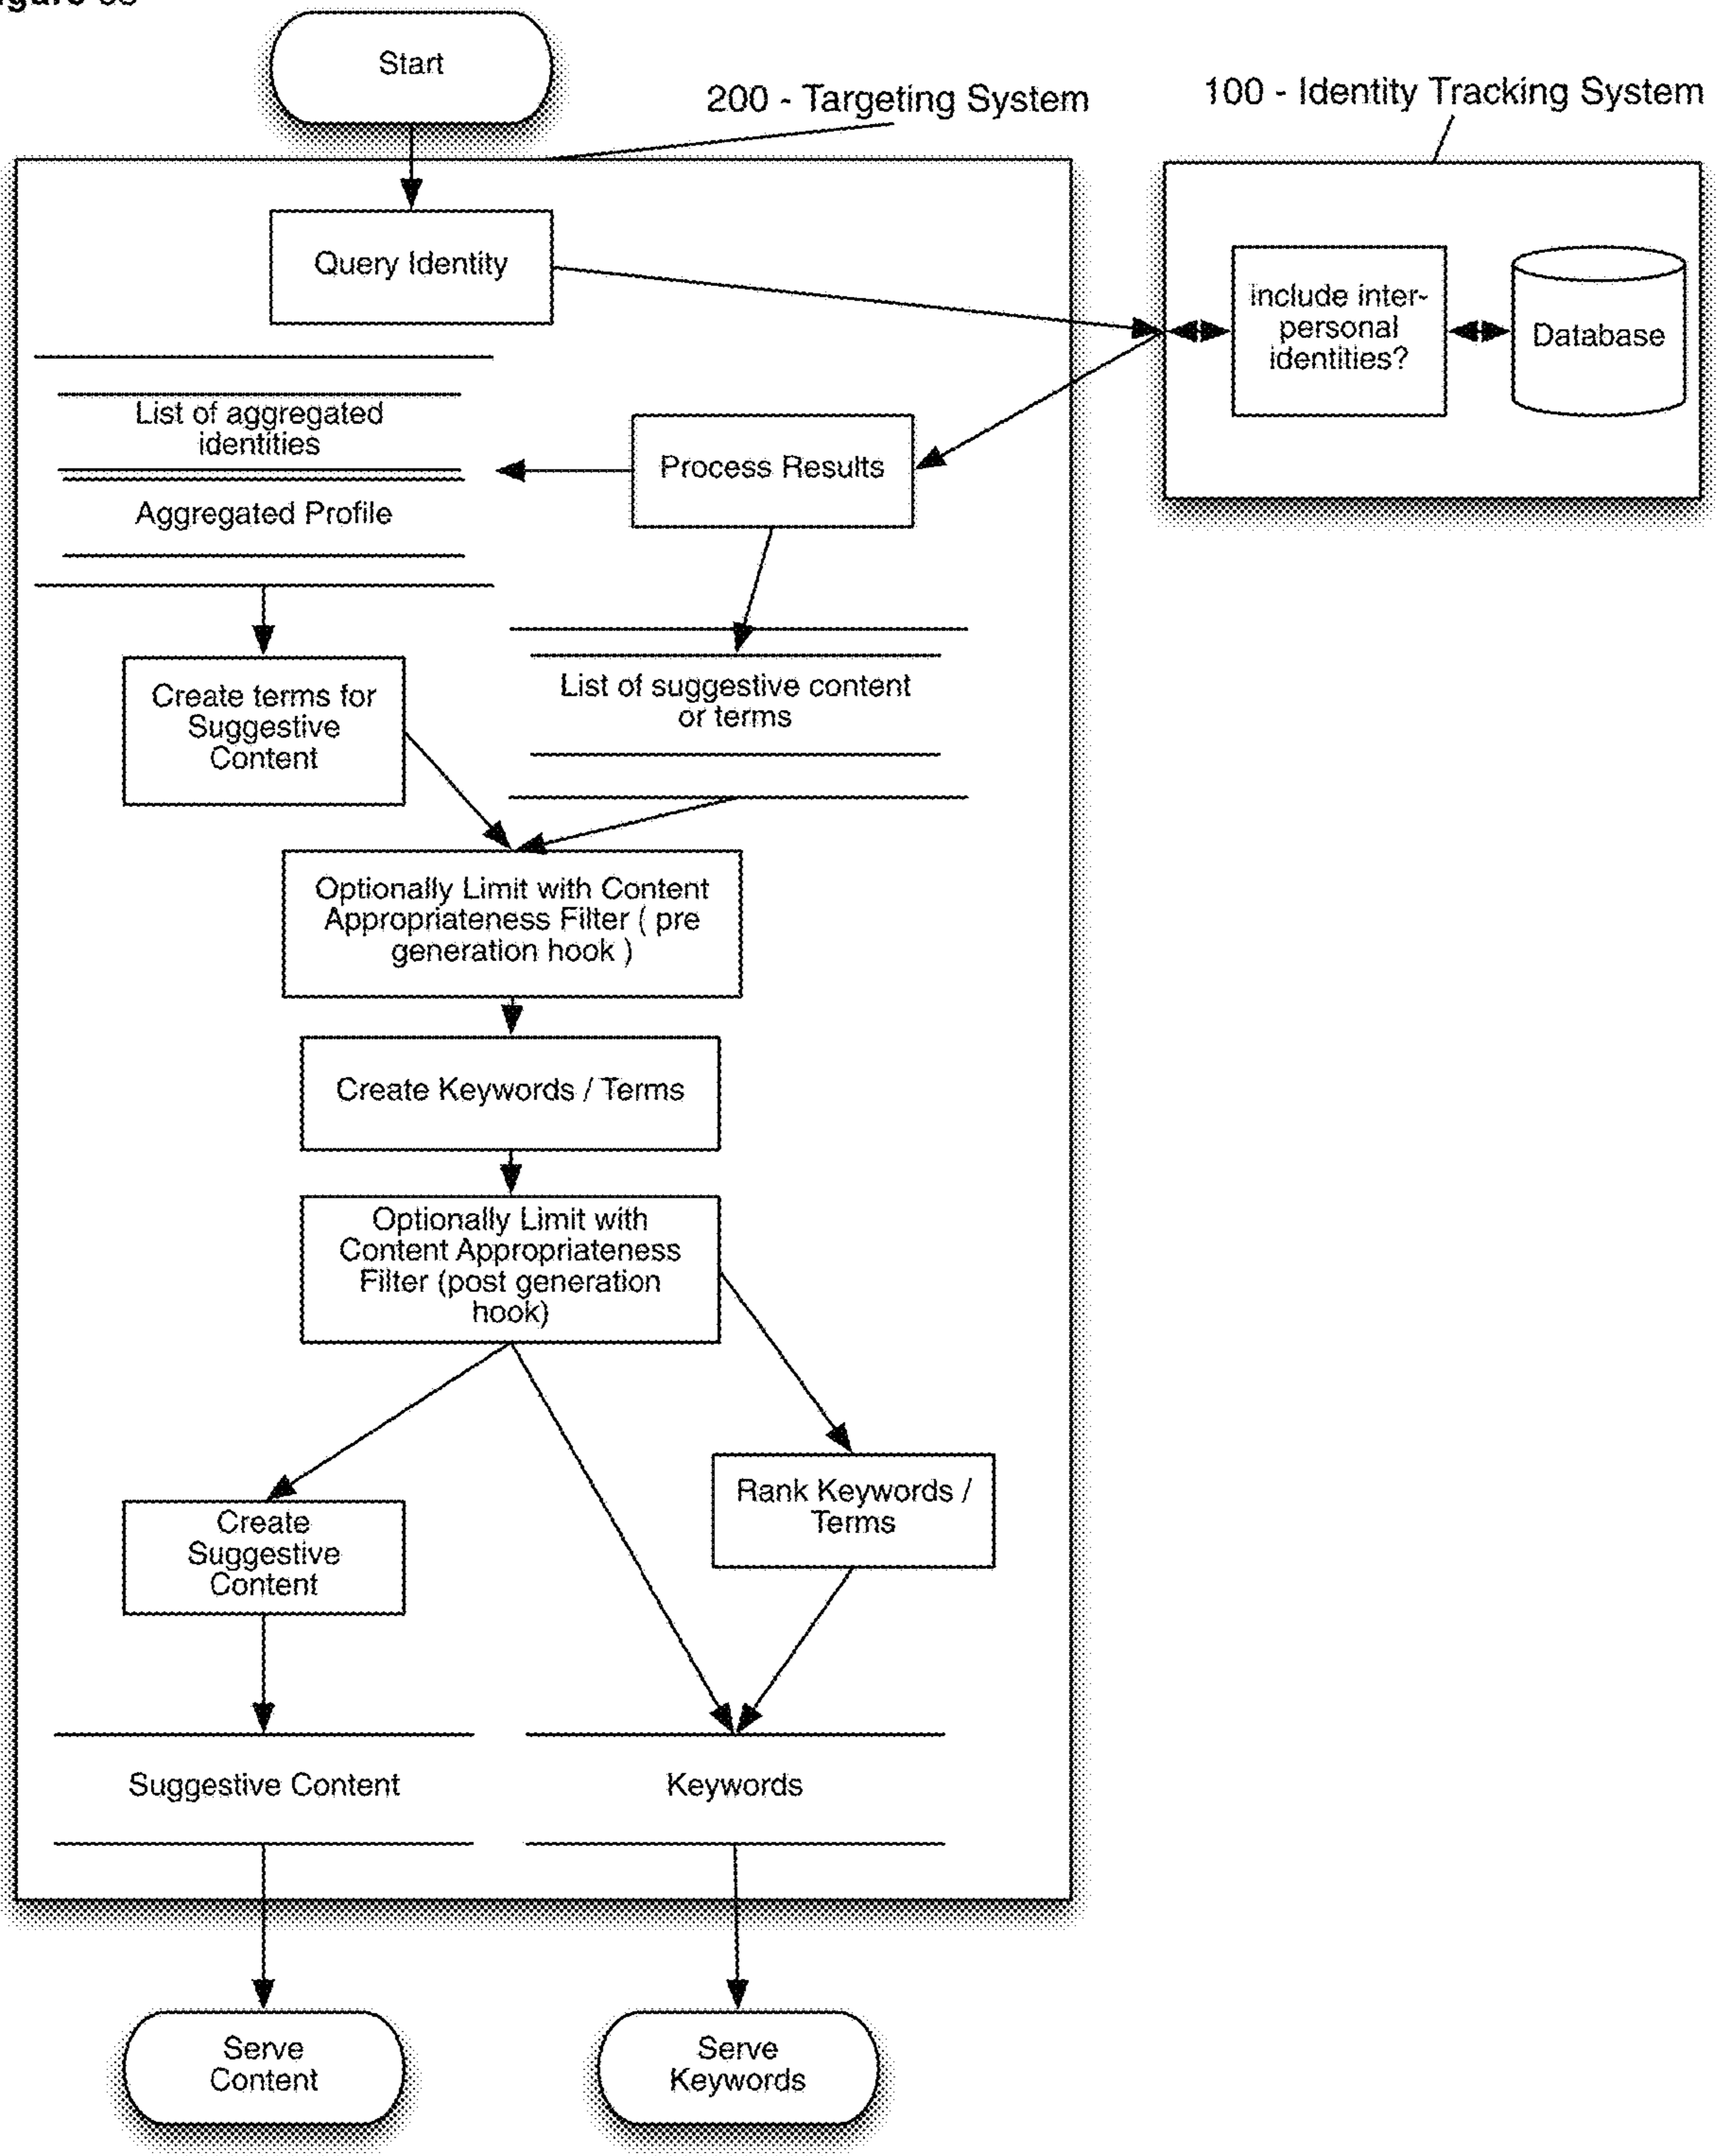 Start
200 - Targeting System
100 - Identity Tracking System
Query Identity
include inter-
personal
identities?
Database
List of aggregated
identities
Process Results
Aggregated Profile
Create terms for
Suggestive
Content
List of suggestive content
or terms
Optionally Limit with Content
Appropriateness Filter ( pre
generation hook )
Create Keywords / Terms
Optionally Limit with
Content Appropriateness
Filter (post generation
hook)
Rank Keywords /
Terms
Create
Suggestive
Content
Suggestive Content
Keywords
Serve
Content
Serve
Keywords